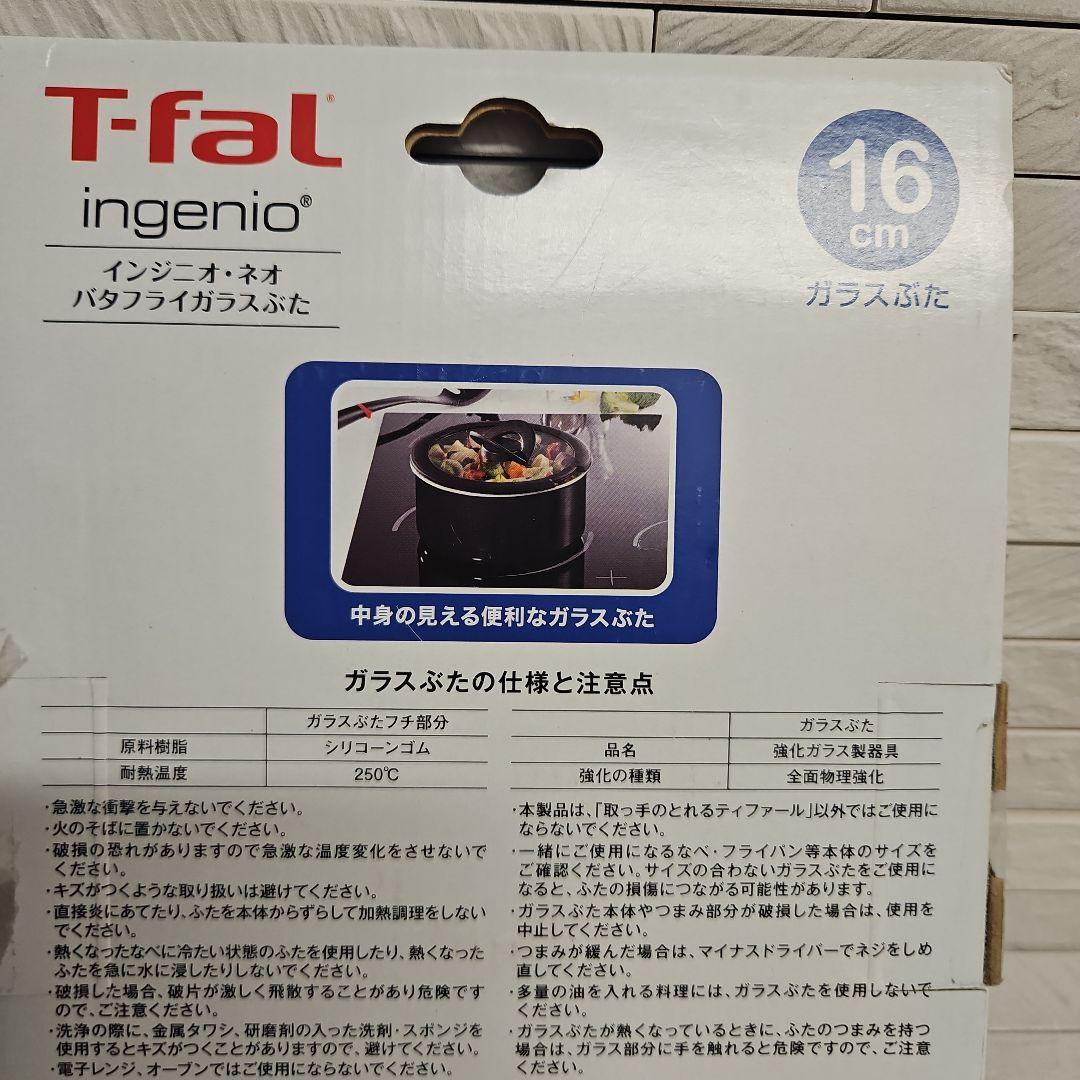 T-fal®
ingenio®
インジニオ・ネオ
バタフライガラスぶた
16
cm
ガラスぶた
中身の見える便利なガラスぶた
ガラスぶたの仕様と注意点
ガラスぶたフチ部分
原料樹脂 シリコーンゴム
耐熱温度 250℃
・急激な衝撃を与えないでください。
・火のそばに置かないでください。
・破損の恐れがありますので急激な温度変化をさせないで
ください。
・キズがつくような取り扱いは避けてください。
・直接炎にあてたり、ふたを本体からずらして加熱調理をしない
でください。
・熱くなったなべに冷たい状態のふたを使用したり、熱くなった
ふたを急に水に浸したりしないでください。
・破損した場合、破片が激しく飛散することがあり危険です
ので、ご注意ください。
・洗浄の際に、金属タワシ、研磨剤の入った洗剤・スポンジを
使用するとキズがつくことがありますので、避けてください。
・電子レンジ、オーブンではご使用にならないでください。
ガラスぶた
品名 強化ガラス製器具
強化の種類 全面物理強化
・本製品は、「取っ手のとれるティファール」以外ではご使用に
ならないでください。
・一緒にご使用になるなべ・フライパン等本体のサイズを
ご確認ください。サイズの合わないガラスぶたをご使用に
なると、ふたの損傷につながる可能性があります。
・ガラスぶた本体やつまみ部分が破損した場合は、使用を
中止してください。
・つまみが緩んだ場合は、マイナスドライバーでネジをしめ
直してください。
・多量の油を入れる料理には、ガラスぶたを使用しないで
ください。
・ガラスぶたが熱くなっているときに、ふたのつまみを持つ
場合は、ガラス部分に手を触れると危険ですので、ご注意
ください。